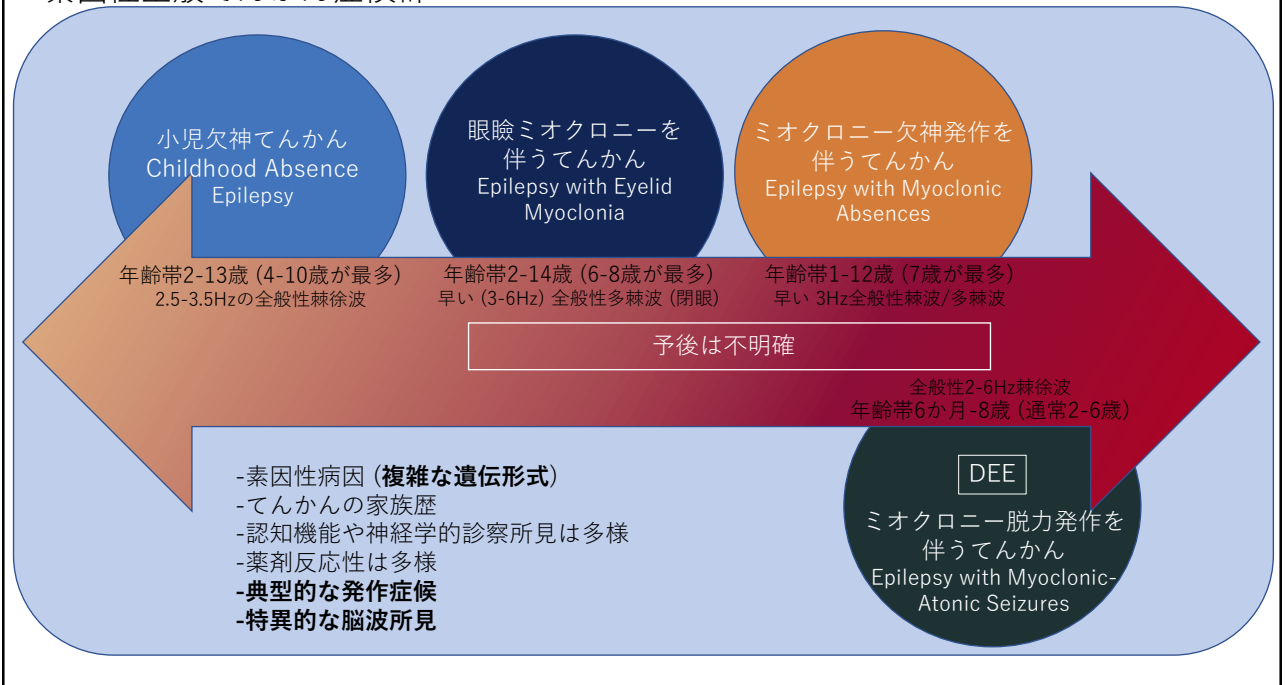 小児欠神てんかん
Childhood Absence
Epilepsy
眼瞼ミオクロニーを
伴うてんかん
Epilepsy with Eyelid
Myoclonia
ミオクロニー欠神発作を
伴うてんかん
Epilepsy with Myoclonic
Absences
年齢帯2-13歳 (4-10歳が最多)
2.5-3.5Hzの全般性棘徐波
年齢帯2-14歳 (6-8歳が最多)
早い (3-6Hz) 全般性多棘波 (閉眼)
年齢帯1-12歳 (7歳が最多)
早い 3Hz全般性棘波/多棘波
予後は不明確
全般性2-6Hz棘徐波
年齢帯6か月-8歳 (通常2-6歳)
-素因性病因 (複雑な遺伝形式)
-てんかんの家族歴
-認知機能や神経学的診察所見は多様
-薬剤反応性は多様
-典型的な発作症候
-特異的な脳波所見
DEE
ミオクロニー脱力発作を
伴うてんかん
Epilepsy with Myoclonic-
Atonic Seizures